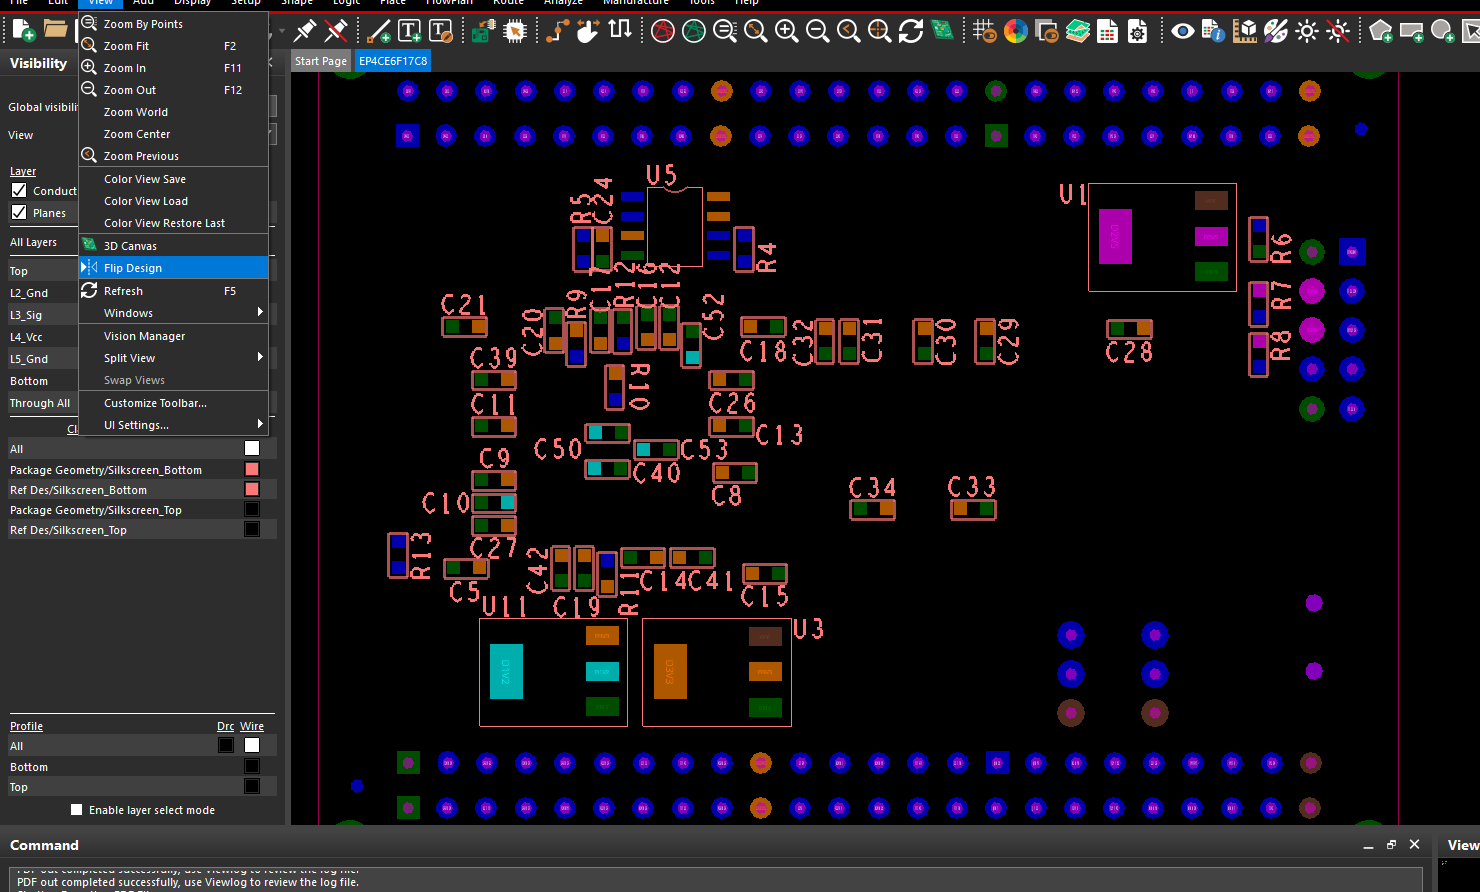 File Edit View Add Display Setup Shape Logic Place FlowPlan Route Analyze Manufacture Tools Help
Zoom By Points
Zoom Fit F2
Zoom In F11
Zoom Out F12
Zoom World
Zoom Center
Zoom Previous
Color View Save
Color View Load
Color View Restore Last
3D Canvas
Flip Design
Refresh F5
Windows
Vision Manager
Split View
Swap Views
Customize Toolbar...
UI Settings...
Visibility
Global visibili
View
Layer
Conduct
Planes
All Layers
Top
L2_Gnd
L3_Sig
L4_Vcc
L5_Gnd
Bottom
Through All
All
Package Geometry/Silkscreen_Bottom
Ref Des/Silkscreen_Bottom
Package Geometry/Silkscreen_Top
Ref Des/Silkscreen_Top
Profile Drc Wire
All
Bottom
Top
Enable layer select mode
Start Page EP4CE6F17C8
U5
U1
R5 C24
R4
R6
R7
R8
C21
C20
R9
C17
R12
C16
C12
C52
C18
C32
C31
C30
C29
C28
C39
R10
C26
C11
C13
C50
C53
C40
C9
C8
C10
C34
C33
C27
R13
C5
C42
C19
R11
C14
C41
C15
U11
U3
D1V2
D3V3
Command
PDF out completed successfully, use Viewlog to review the log file.
PDF out completed successfully, use Viewlog to review the log file.
View